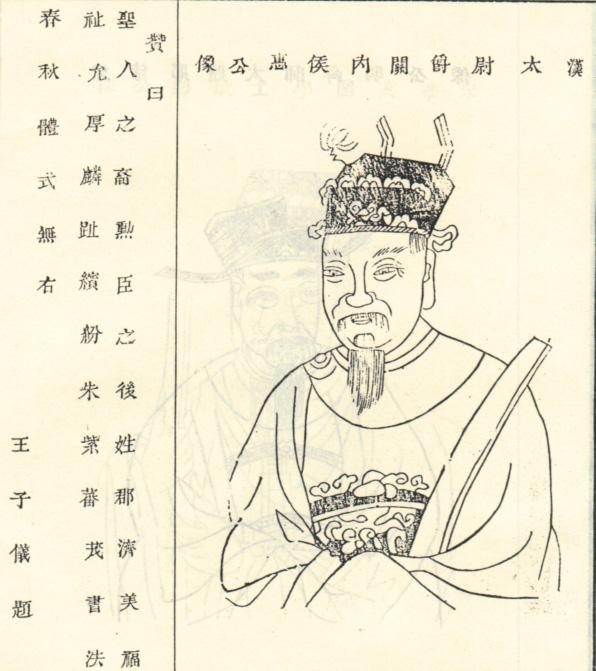 漢太尉爵關内侯公像
贊曰
聖人之裔勳臣之後姓郡濟美福
祉允厚麟趾繽紛朱紫蕃茂書法
春秋體式無右
王子儀題